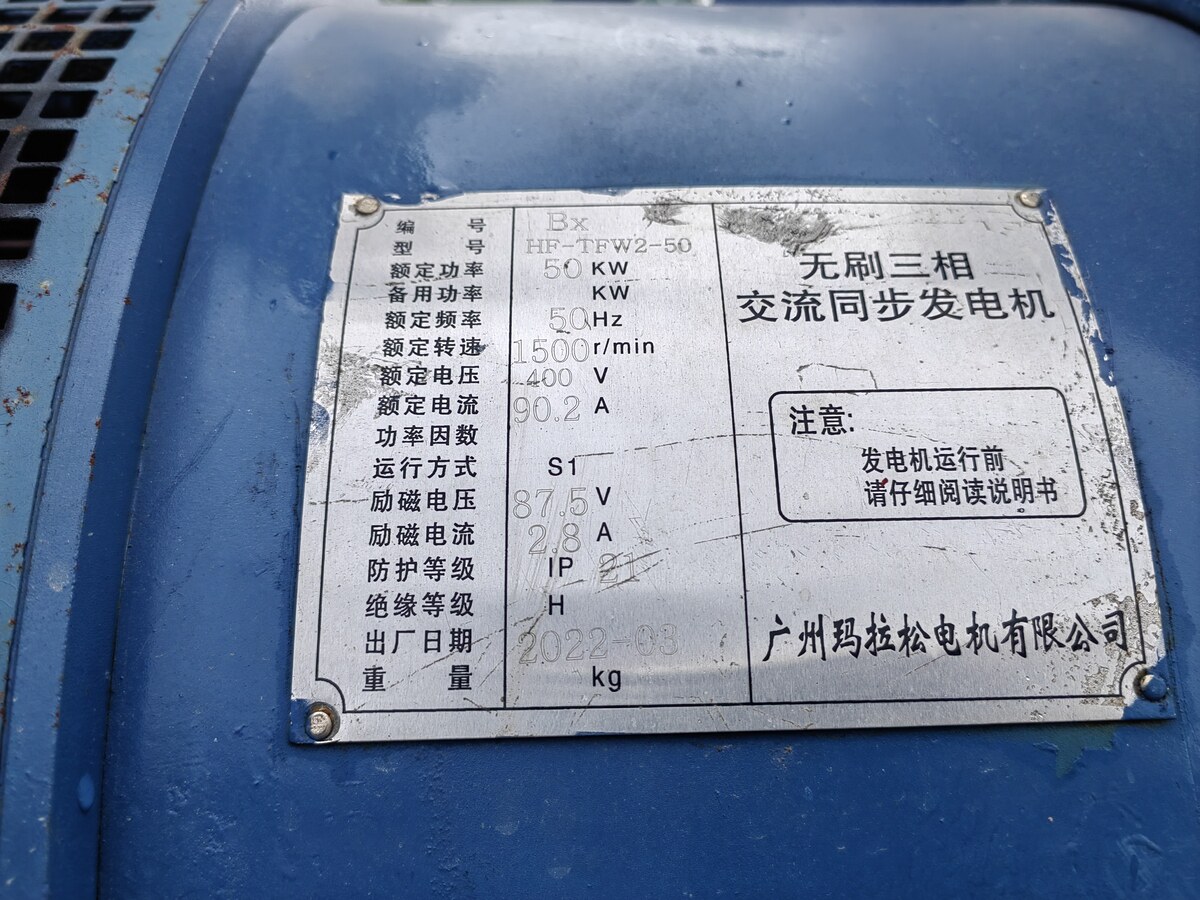 编 号 Bx
型 号 HF-TFW2-50
额定功率 50 KW
备用功率 KW
额定频率 50 Hz
额定转速 1500 r/min
额定电压 400 V
额定电流 90.2 A
功率因数
运行方式 S1
励磁电压 87.5 V
励磁电流 2.8 A
防护等级 IP 21
绝缘等级 H
出厂日期 2022-03
重 量 kg
无刷三相
交流同步发电机
注意:
发电机运行前
请仔细阅读说明书
广州玛拉松电机有限公司